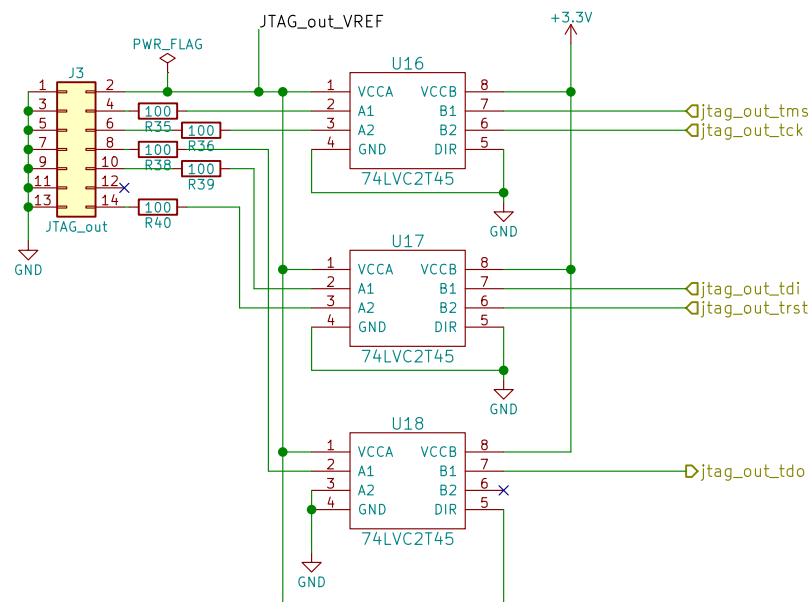 JTAG_out_VREF
+3.3V
PWR_FLAG
J3
1 2
3 4
5 6
7 8
9 10
11 12
13 14
JTAG_out
GND
100
R35
100
R36
100
R38
100
R39
100
R40
U16
1 VCCA VCCB 8
2 A1 B1 7
3 A2 B2 6
4 GND DIR 5
74LVC2T45
jtag_out_tms
jtag_out_tck
GND
U17
1 VCCA VCCB 8
2 A1 B1 7
3 A2 B2 6
4 GND DIR 5
74LVC2T45
jtag_out_tdi
jtag_out_trst
GND
U18
1 VCCA VCCB 8
2 A1 B1 7
3 A2 B2 6
4 GND DIR 5
74LVC2T45
jtag_out_tdo
GND